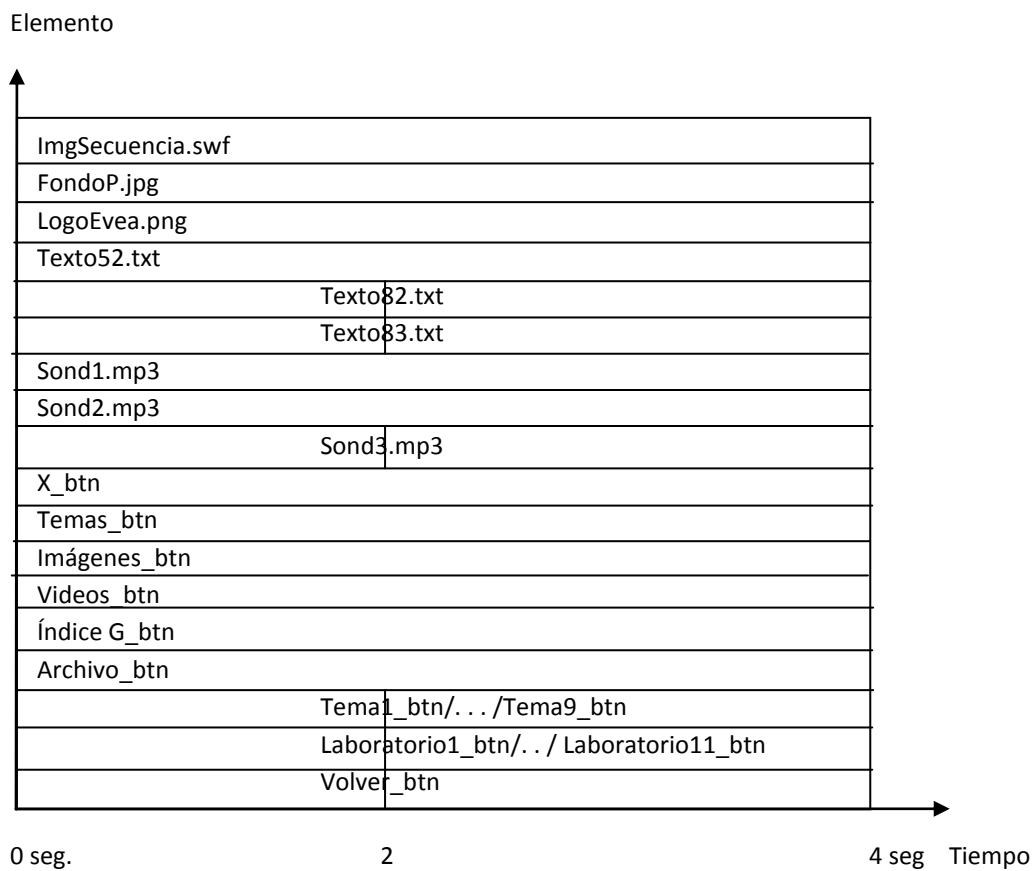 Elemento
ImgSecuencia.swf
FondoP.jpg
LogoEvea.png
Texto52.txt
Texto82.txt
Texto83.txt
Sond1.mp3
Sond2.mp3
Sond3.mp3
X_btn
Temas_btn
Imágenes_btn
Videos_btn
Índice G_btn
Archivo_btn
Tema1_btn/. . . /Tema9_btn
Laboratorio1_btn/. . / Laboratorio11_btn
Volver_btn
0 seg. 2 4 seg Tiempo